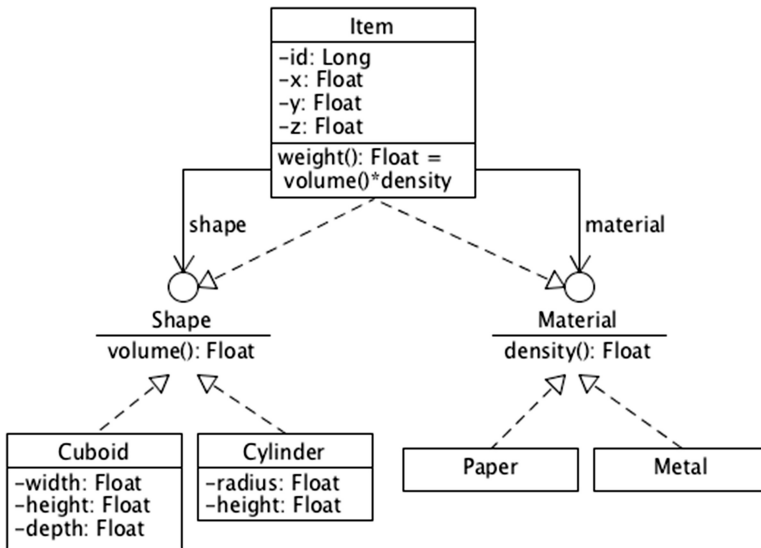 Item
-id: Long
-x: Float
-y: Float
-z: Float
weight(): Float =
volume()*density
shape
material
Shape
volume(): Float
Material
density(): Float
Cuboid
-width: Float
-height: Float
-depth: Float
Cylinder
-radius: Float
-height: Float
Paper
Metal